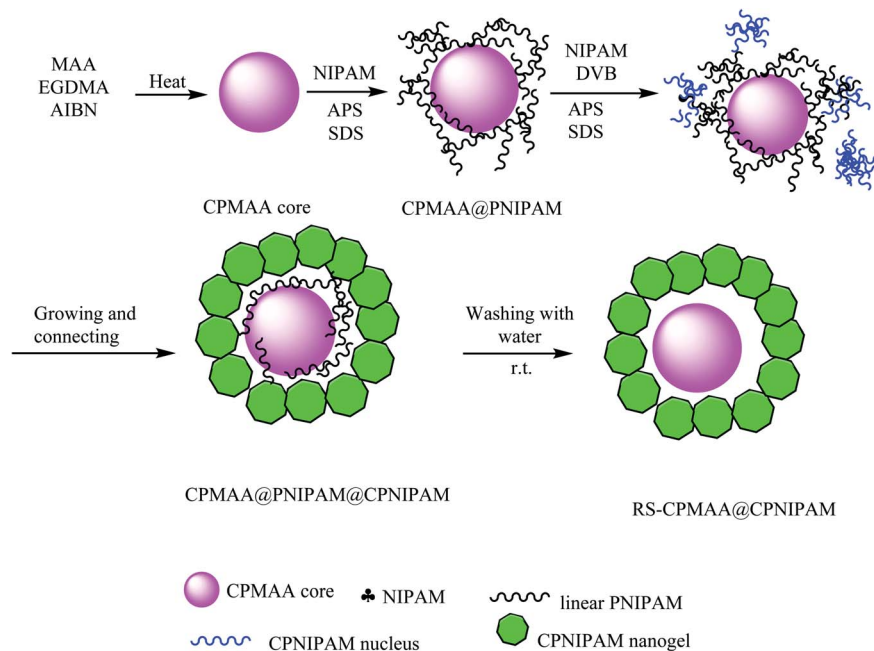 MAA
EGDMA
AIBN
Heat
NIPAM
APS
SDS
NIPAM
DVB
APS
SDS
CPMAA core
CPMAA@PNIPAM
Growing and
connecting
Washing with
water
r.t.
CPMAA@PNIPAM@CPNIPAM
RS-CPMAA@CPNIPAM
CPMAA core
NIPAM
linear PNIPAM
CPNIPAM nucleus
CPNIPAM nanogel